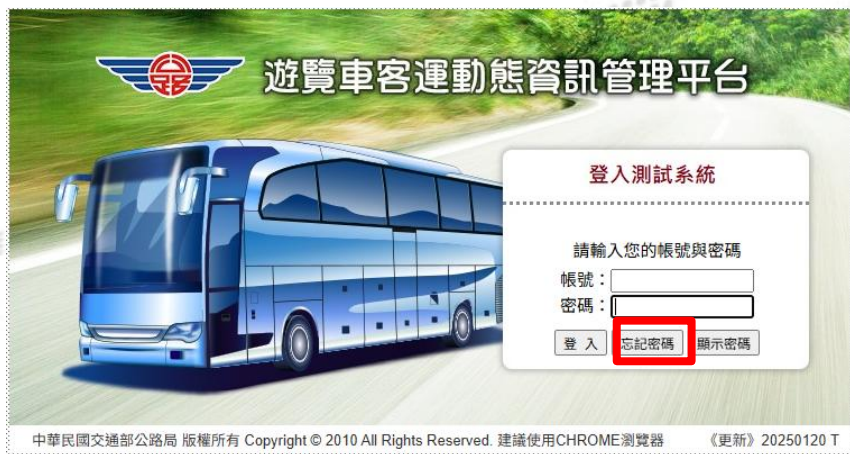 遊覽車客運動態資訊管理平台
登入測試系統
請輸入您的帳號與密碼
帳號：
密碼：
登 入 忘記密碼 顯示密碼
中華民國交通部公路局 版權所有 Copyright © 2010 All Rights Reserved. 建議使用CHROME瀏覽器 《更新》20250120 T